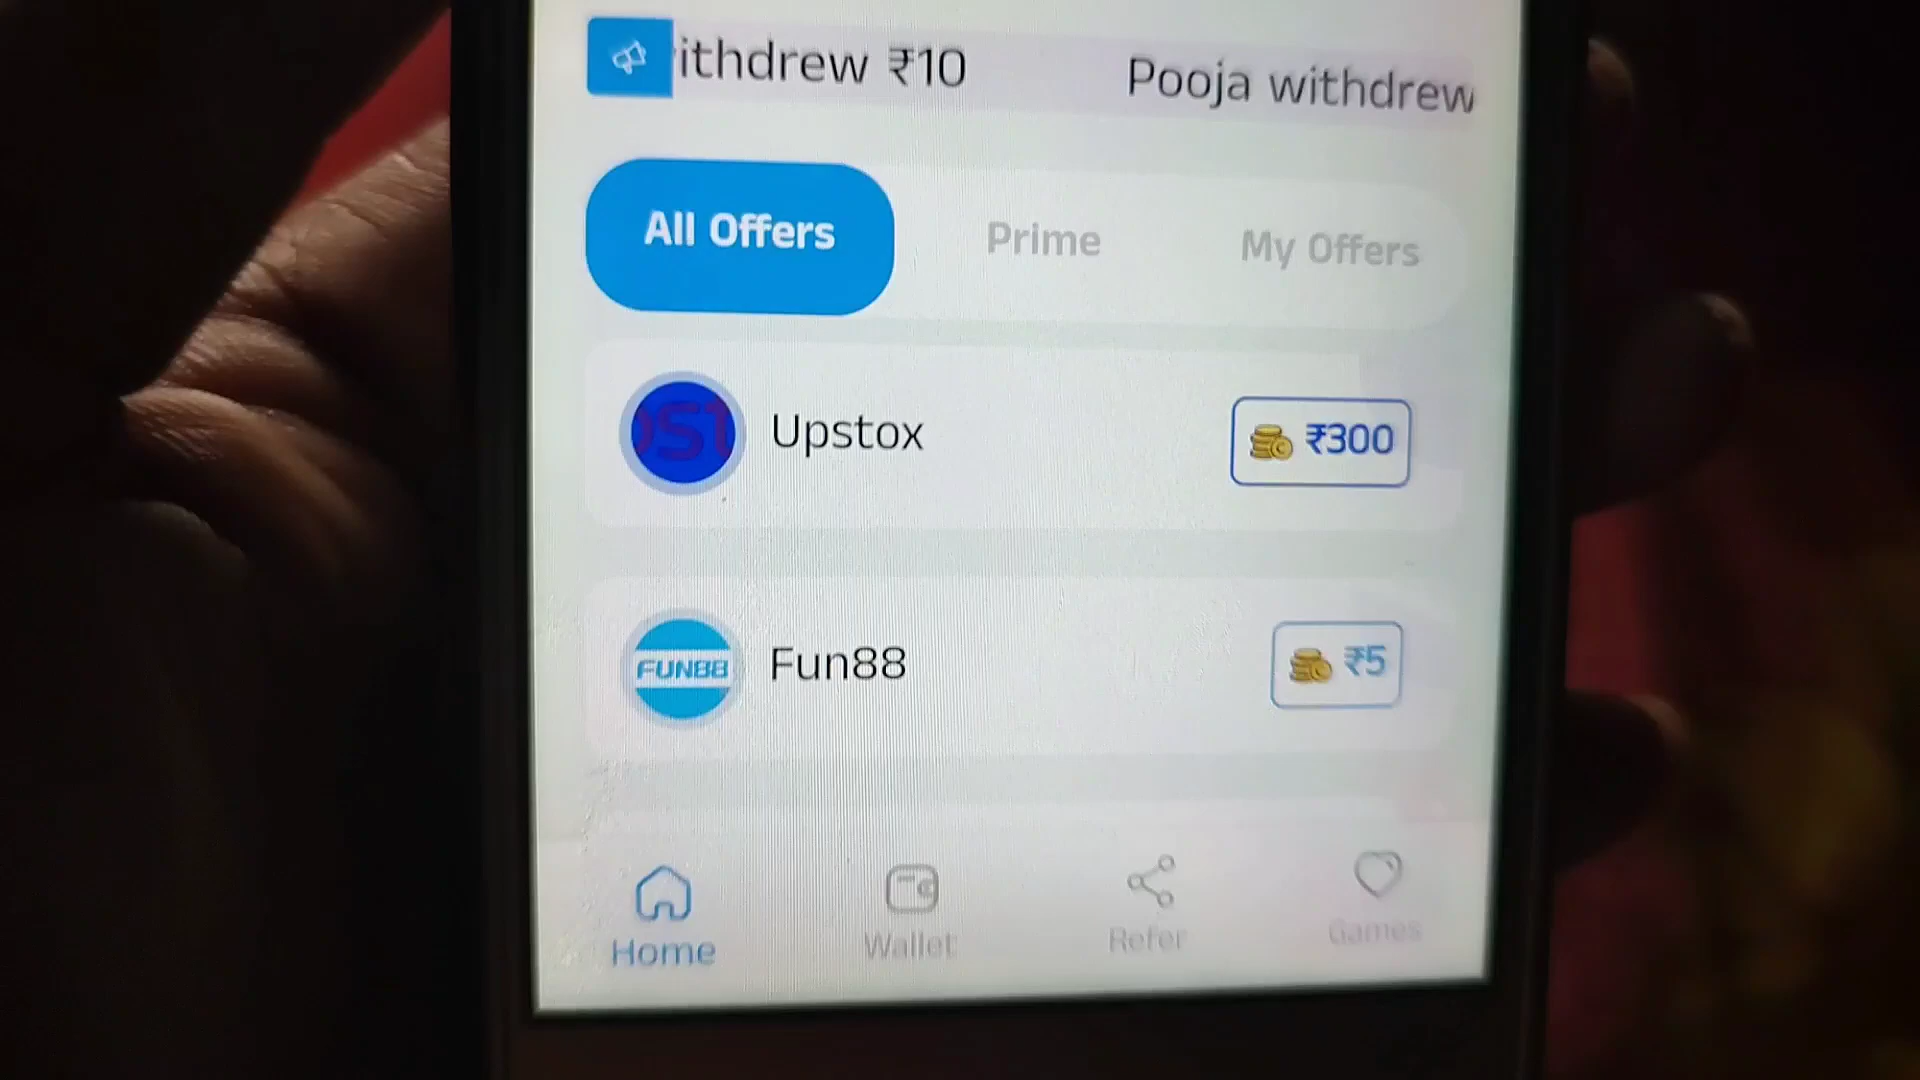 ithdrew ₹10 Pooja withdrew
All Offers Prime My Offers
Upstox ₹300
FUN88 Fun88 ₹5
Home Wallet Refer Games